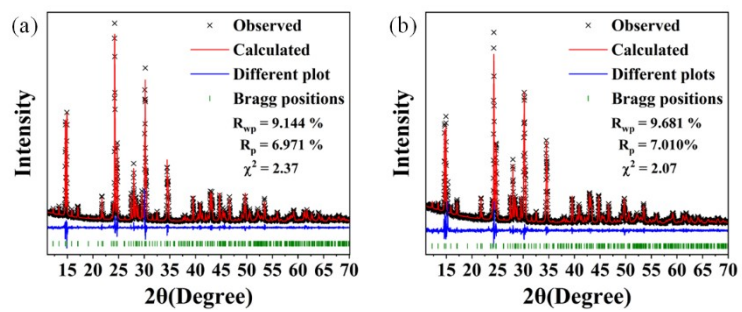 (a)
Intensity
× Observed
Calculated
Different plot
Bragg positions
R_wp = 9.144 %
R_p = 6.971 %
χ² = 2.37
15 20 25 30 35 40 45 50 55 60 65 70
2θ(Degree)
(b)
Intensity
× Observed
Calculated
Different plots
Bragg positions
R_wp = 9.681 %
R_p = 7.010%
χ² = 2.07
15 20 25 30 35 40 45 50 55 60 65 70
2θ(Degree)